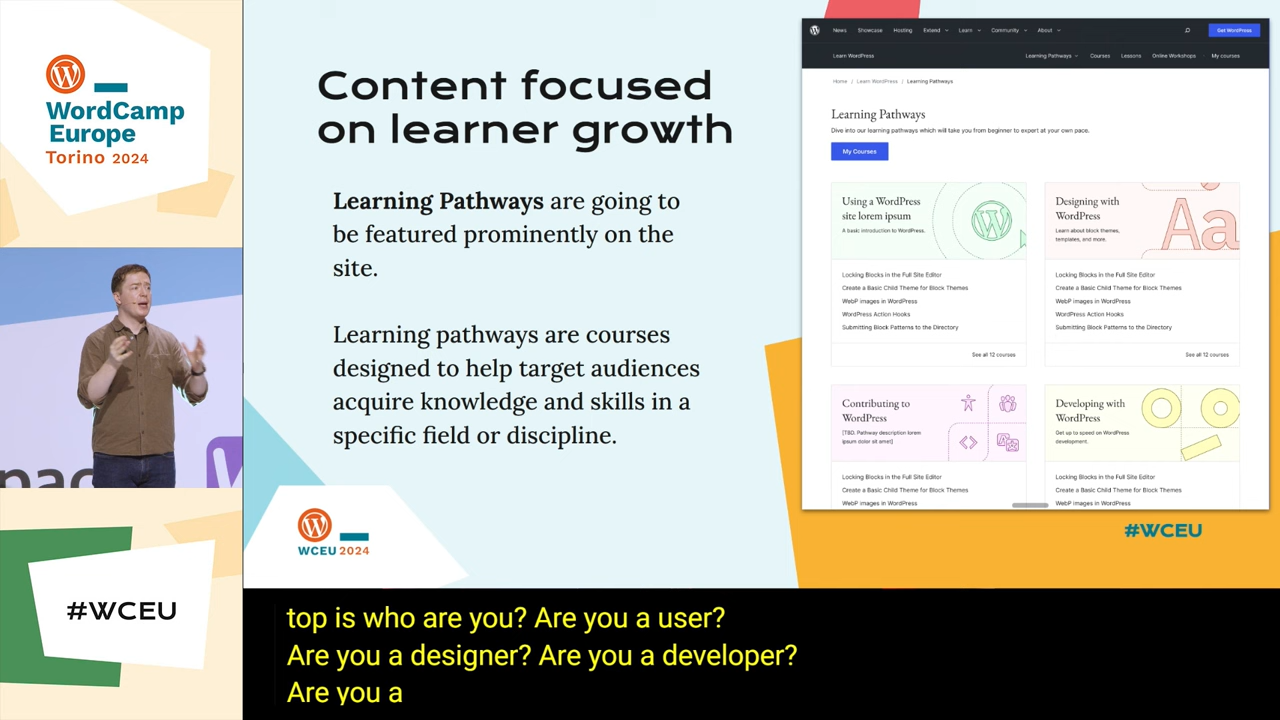 WordCamp
Europe
Torino 2024
#WCEU
Content focused
on learner growth
Learning Pathways are going to
be featured prominently on the
site.
Learning pathways are courses
designed to help target audiences
acquire knowledge and skills in a
specific field or discipline.
WCEU 2024
News Showcase Hosting Extend Learn Community About Get WordPress
Learn WordPress Learning Pathways Courses Lessons Online Workshops My courses
Home / Learn WordPress / Learning Pathways
Learning Pathways
Dive into our learning pathways which will take you from beginner to expert at your own pace.
My Courses
Using a WordPress
site lorem ipsum
A basic introduction to WordPress.
Locking Blocks in the Full Site Editor
Create a Basic Child Theme for Block Themes
WebP images in WordPress
WordPress Action Hooks
Submitting Block Patterns to the Directory
See all 12 courses
Designing with
WordPress
Learn about block themes,
templates, and more.
Aa
Locking Blocks in the Full Site Editor
Create a Basic Child Theme for Block Themes
WebP images in WordPress
WordPress Action Hooks
Submitting Block Patterns to the Directory
See all 12 courses
Contributing to
WordPress
[TBD. Pathway description lorem
ipsum dolor sit amet]
Locking Blocks in the Full Site Editor
Create a Basic Child Theme for Block Themes
WebP images in WordPress
Developing with
WordPress
Get up to speed on WordPress
development.
Locking Blocks in the Full Site Editor
Create a Basic Child Theme for Block Themes
WebP images in WordPress
#WCEU
top is who are you? Are you a user?
Are you a designer? Are you a developer?
Are you a